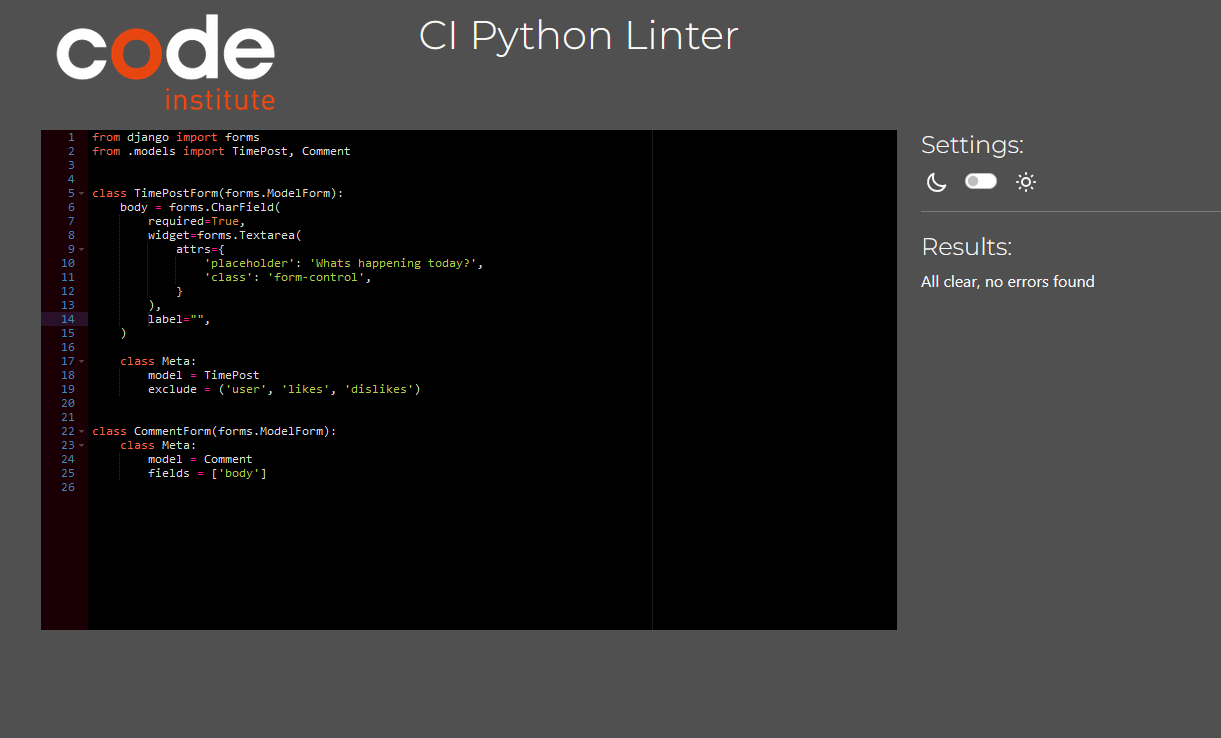 code
institute
CI Python Linter
1 from django import forms
2 from .models import TimePost, Comment
3
4
5 class TimePostForm(forms.ModelForm):
6     body = forms.CharField(
7         required=True,
8         widget=forms.Textarea(
9             attrs={
10                 'placeholder': 'Whats happening today?',
11                 'class': 'form-control',
12             }
13         ),
14         label="",
15     )
16
17     class Meta:
18         model = TimePost
19         exclude = ('user', 'likes', 'dislikes')
20
21
22 class CommentForm(forms.ModelForm):
23     class Meta:
24         model = Comment
25         fields = ['body']
26
Settings:
Results:
All clear, no errors found